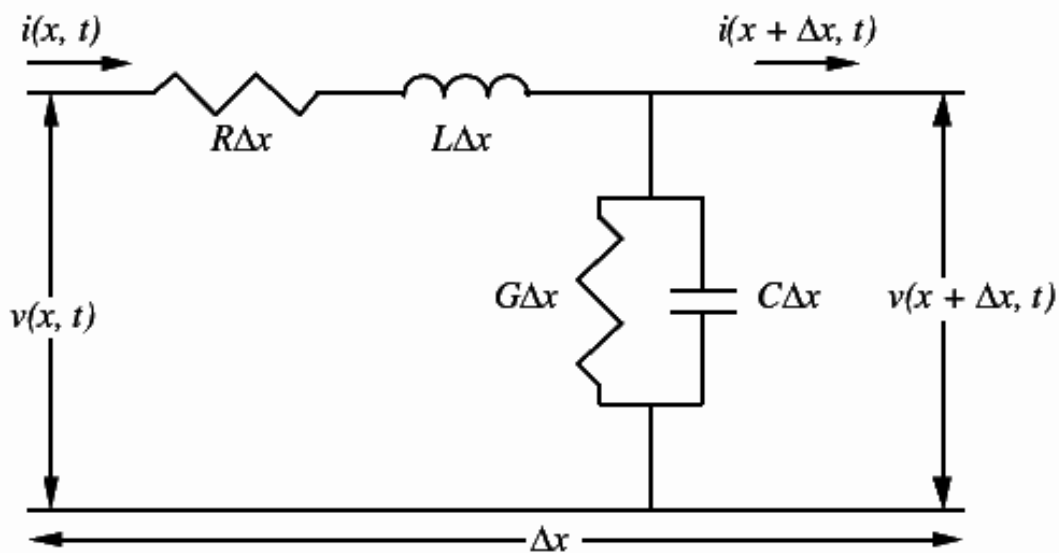 i(x, t)
i(x + Δx, t)
RΔx
LΔx
GΔx
CΔx
v(x, t)
v(x + Δx, t)
Δx